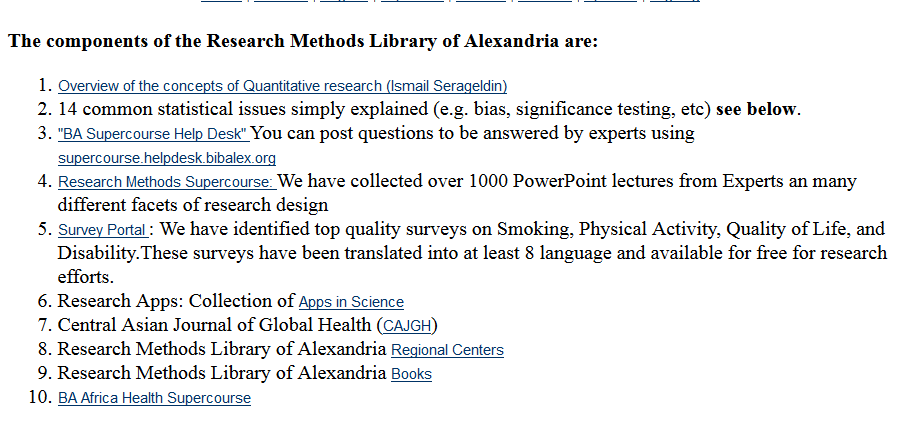 The components of the Research Methods Library of Alexandria are:
1. Overview of the concepts of Quantitative research (Ismail Serageldin)
2. 14 common statistical issues simply explained (e.g. bias, significance testing, etc) see below.
3. "BA Supercourse Help Desk" You can post questions to be answered by experts using
supercourse.helpdesk.bibalex.org
4. Research Methods Supercourse: We have collected over 1000 PowerPoint lectures from Experts an many
different facets of research design
5. Survey Portal : We have identified top quality surveys on Smoking, Physical Activity, Quality of Life, and
Disability.These surveys have been translated into at least 8 language and available for free for research
efforts.
6. Research Apps: Collection of Apps in Science
7. Central Asian Journal of Global Health (CAJGH)
8. Research Methods Library of Alexandria Regional Centers
9. Research Methods Library of Alexandria Books
10. BA Africa Health Supercourse